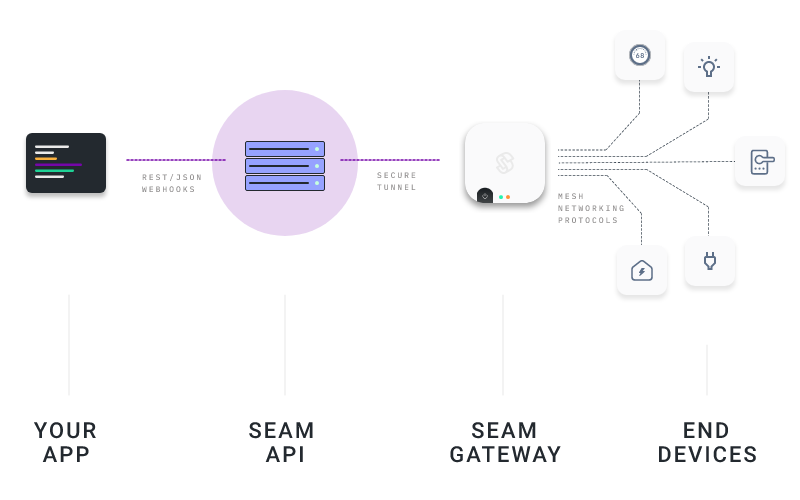 68
REST/JSON
WEBHOOKS
SECURE
TUNNEL
MESH
NETWORKING
PROTOCOLS
YOUR
APP
SEAM
API
SEAM
GATEWAY
END
DEVICES